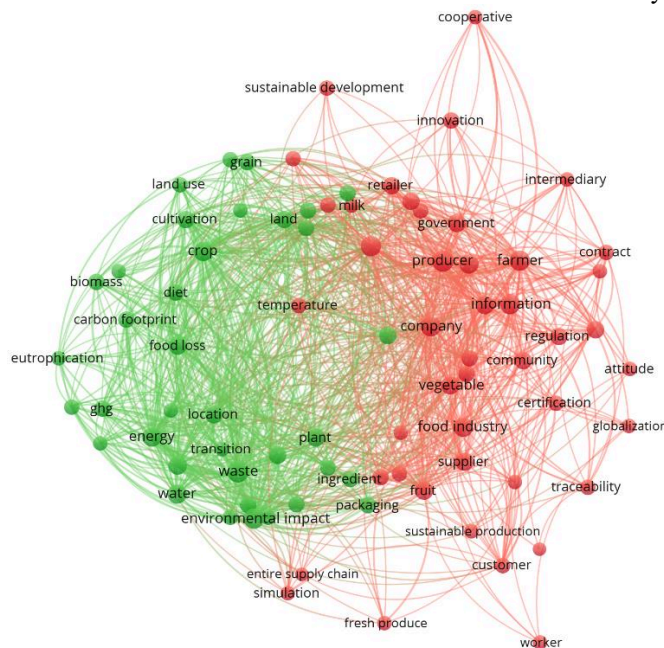 cooperative
sustainable development
innovation
grain
land use
retailer
intermediary
milk
cultivation
land
government
crop
producer
farmer
contract
biomass
diet
temperature
information
carbon footprint
company
regulation
food loss
eutrophication
community
attitude
vegetable
ghg
location
certification
energy
plant
food industry
globalization
transition
waste
supplier
ingredient
water
fruit
traceability
packaging
environmental impact
sustainable production
customer
entire supply chain
simulation
fresh produce
worker